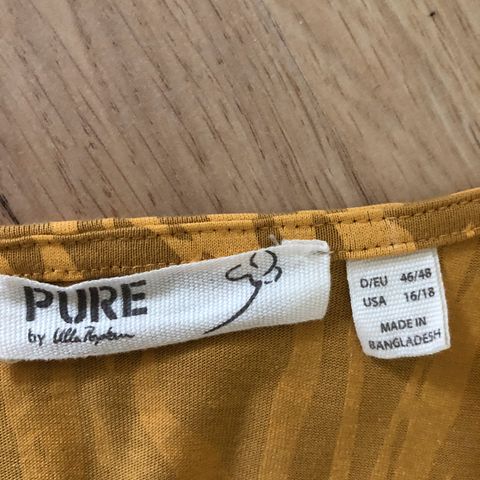 PURE
by Ulla Popken
D/EU 46/48
USA 16/18
MADE IN
BANGLADESH